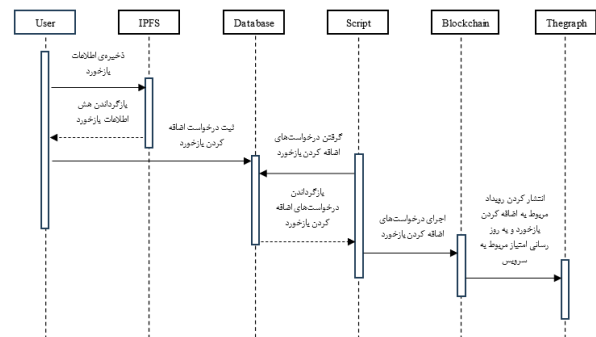 User
IPFS
Database
Script
Blockchain
Thegraph
ذخیره‌ی اطلاعات
بازخورد
بازگرداندن هش
اطلاعات بازخورد
ثبت درخواست اضافه
کردن بازخورد
گرفتن درخواست‌های
اضافه کردن بازخورد
بازگرداندن
درخواست‌های اضافه
کردن بازخورد
اجرای درخواست‌های
اضافه کردن بازخورد
انتشار کردن رویداد
مربوط به اضافه کردن
بازخورد و به روز
رسانی امتیاز مربوط به
سرویس